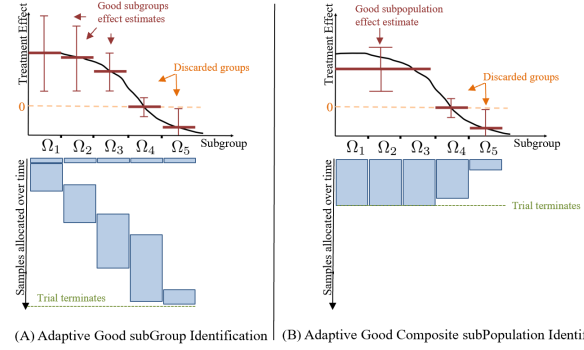 Treatment Effect
Good subgroups
effect estimates
Discarded groups
0
Subgroup
Ω1 Ω2 Ω3 Ω4 Ω5
Samples allocated over time
Trial terminates
(A) Adaptive Good subGroup Identification
Treatment Effect
Good subpopulation
effect estimate
Discarded groups
0
Subgroup
Ω1 Ω2 Ω3 Ω4 Ω5
Samples allocated over time
Trial terminates
(B) Adaptive Good Composite subPopulation Identif